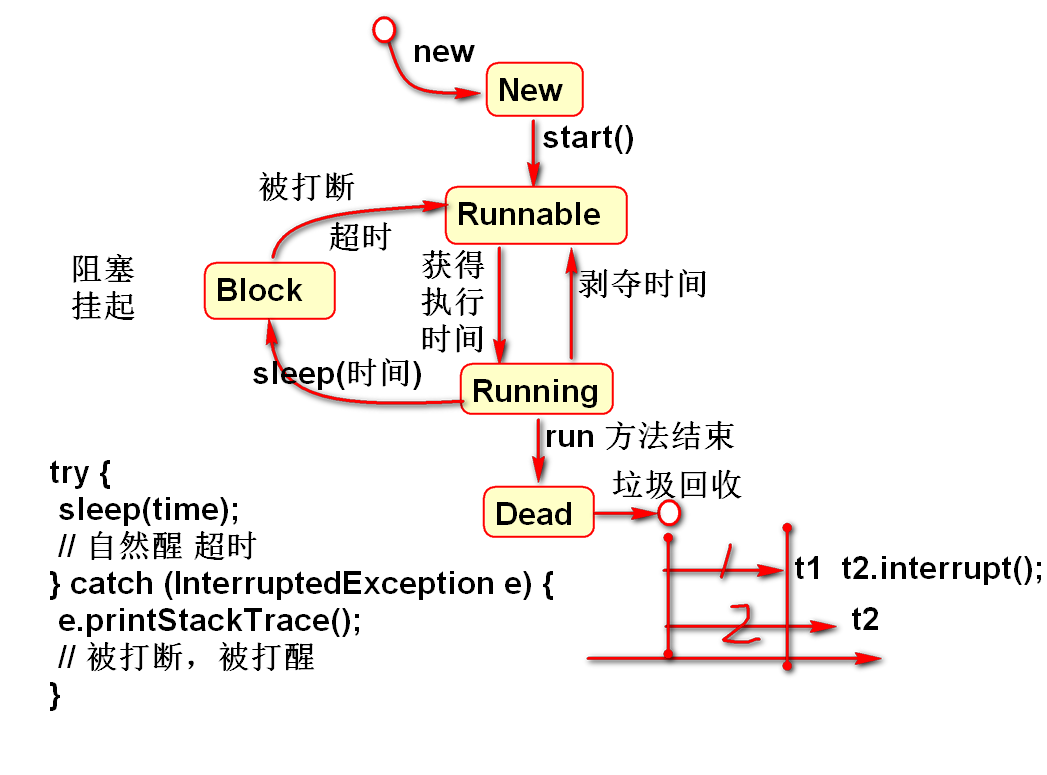 new
New
start()
被打断
Runnable
超时
阻塞
挂起
Block
获得
执行
时间
剥夺时间
sleep(时间)
Running
run 方法结束
垃圾回收
Dead
try {
sleep(time);
// 自然醒 超时
} catch (InterruptedException e) {
e.printStackTrace();
// 被打断，被打醒
}
1
t1 t2.interrupt();
2
t2